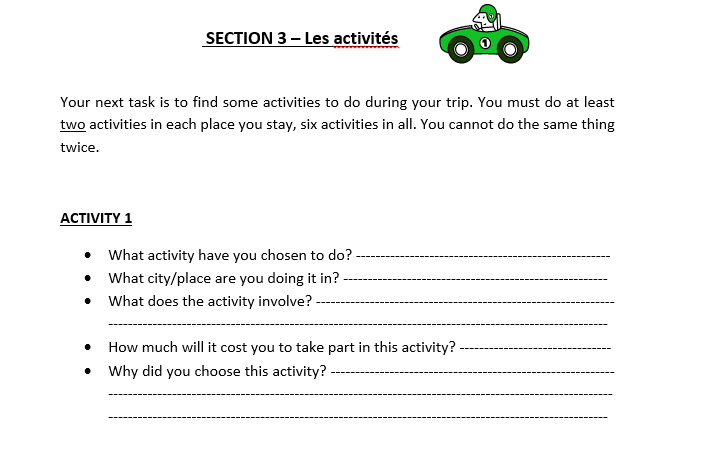 SECTION 3 – Les activités
1
Your next task is to find some activities to do during your trip. You must do at least
two activities in each place you stay, six activities in all. You cannot do the same thing
twice.
ACTIVITY 1
• What activity have you chosen to do? ----------------------------------------------------
• What city/place are you doing it in? ------------------------------------------------------
• What does the activity involve? -------------------------------------------------------------
------------------------------------------------------------------------------------------------------
• How much will it cost you to take part in this activity? -------------------------------
• Why did you choose this activity? ----------------------------------------------------------
-------------------------------------------------------------------------------------------------------
------------------------------------------------------------------------------------------------------